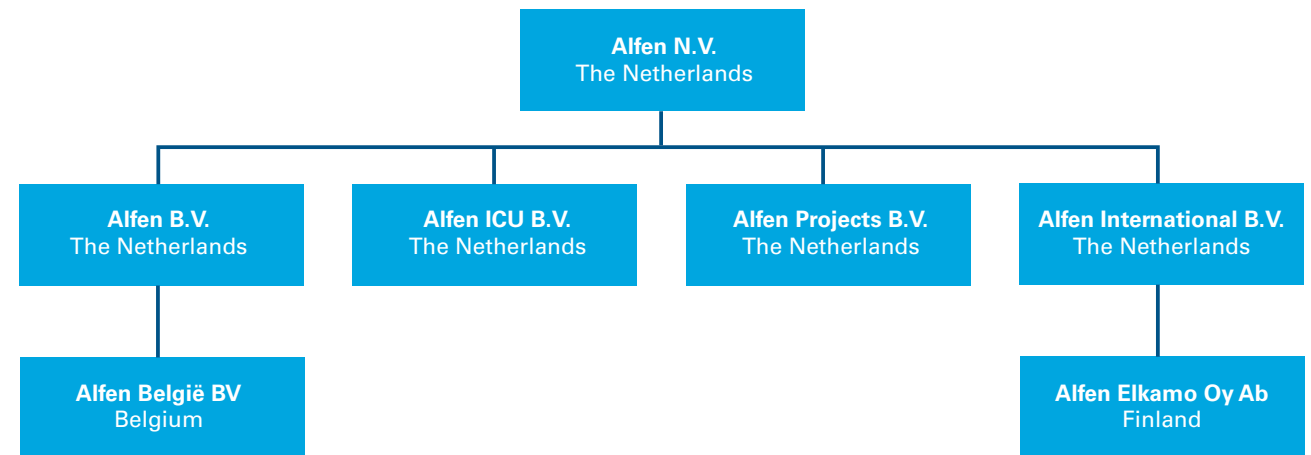 Alfen N.V.
The Netherlands
Alfen B.V.
The Netherlands
Alfen ICU B.V.
The Netherlands
Alfen Projects B.V.
The Netherlands
Alfen International B.V.
The Netherlands
Alfen België BV
Belgium
Alfen Elkamo Oy Ab
Finland